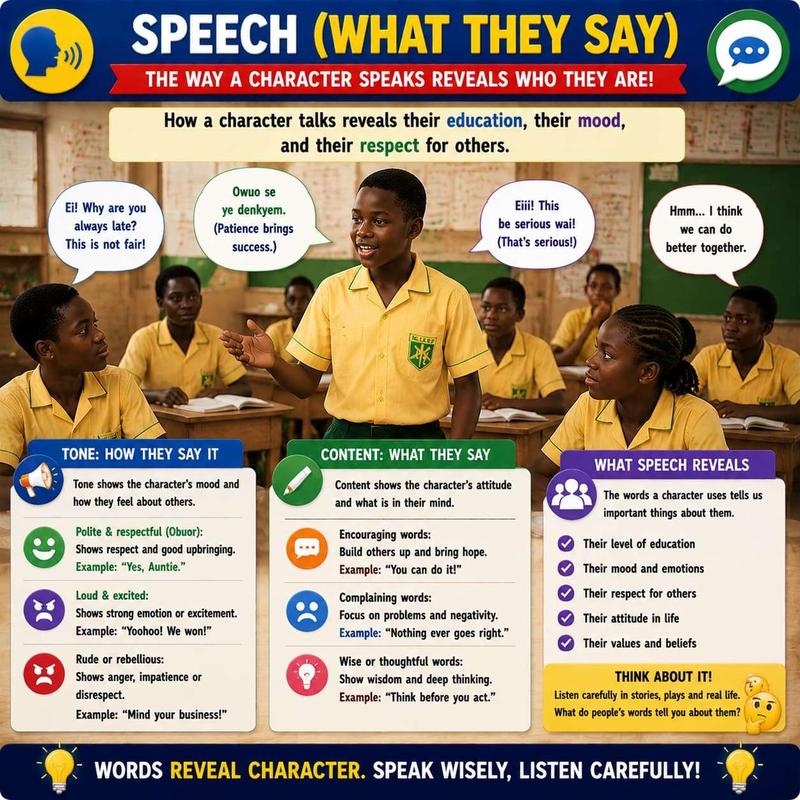 SPEECH (WHAT THEY SAY)
THE WAY A CHARACTER SPEAKS REVEALS WHO THEY ARE!
How a character talks reveals their education, their mood,
and their respect for others.
Ei! Why are you
always late?
This is not fair!
Owuo se
ye denkyem.
(Patience brings
success.)
Eiii! This
be serious wai!
(That's serious!)
Hmm... I think
we can do
better together.
TONE: HOW THEY SAY IT
Tone shows the character's mood and
how they feel about others.
Polite & respectful (Obuor):
Shows respect and good upbringing.
Example: "Yes, Auntie."
Loud & excited:
Shows strong emotion or excitement.
Example: "Yoohoo! We won!"
Rude or rebellious:
Shows anger, impatience or
disrespect.
Example: "Mind your business!"
CONTENT: WHAT THEY SAY
Content shows the character's attitude
and what is in their mind.
Encouraging words:
Build others up and bring hope.
Example: "You can do it!"
Complaining words:
Focus on problems and negativity.
Example: "Nothing ever goes right."
Wise or thoughtful words:
Show wisdom and deep thinking.
Example: "Think before you act."
WHAT SPEECH REVEALS
The words a character uses tells us
important things about them.
Their level of education
Their mood and emotions
Their respect for others
Their attitude in life
Their values and beliefs
THINK ABOUT IT!
Listen carefully in stories, plays and real life.
What do people's words tell you about them?
WORDS REVEAL CHARACTER. SPEAK WISELY, LISTEN CAREFULLY!